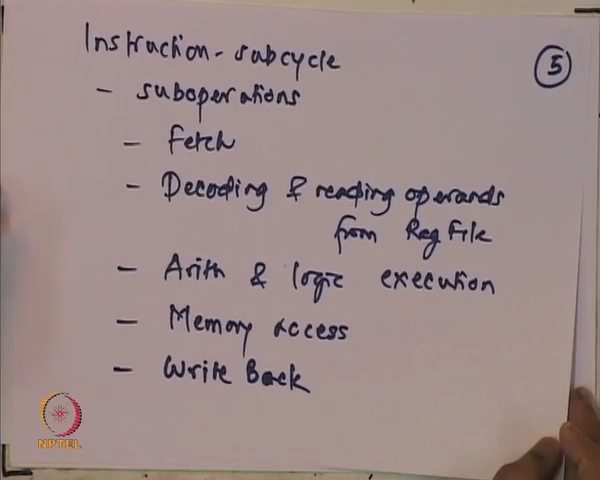 Instruction - subcycle
⑤
- suboperations
- Fetch
- Decoding & reading operands
from Reg File
- Arith & logic execution
- Memory access
- Write Back
NPTEL